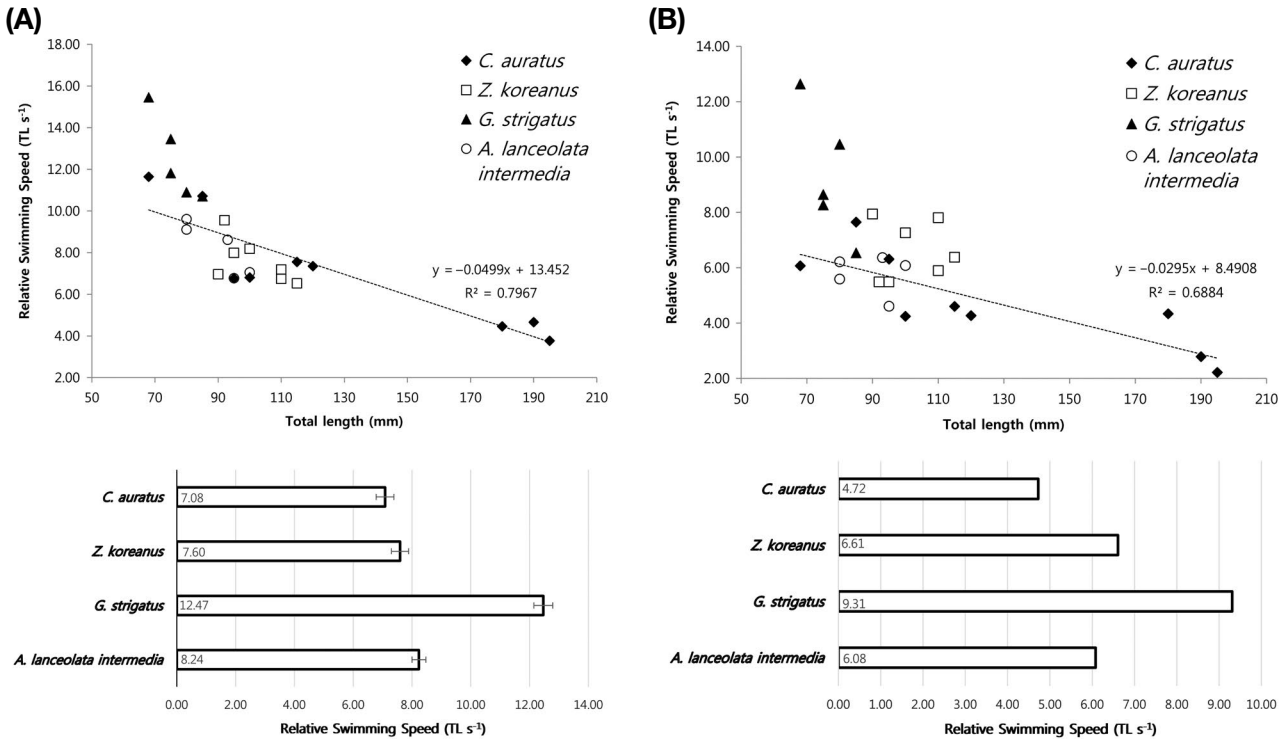 (A)
18.00
16.00
14.00
12.00
10.00
8.00
6.00
4.00
2.00
Relative Swimming Speed (TL s⁻¹)
C. auratus
Z. koreanus
G. strigatus
A. lanceolata
intermedia
y = −0.0499x + 13.452
R² = 0.7967
50 70 90 110 130 150 170 190 210
Total length (mm)
C. auratus 7.08
Z. koreanus 7.60
G. strigatus 12.47
A. lanceolata intermedia 8.24
0.00 2.00 4.00 6.00 8.00 10.00 12.00 14.00
Relative Swimming Speed (TL s⁻¹)
(B)
14.00
12.00
10.00
8.00
6.00
4.00
2.00
Relative Swimming Speed (TL s⁻¹)
C. auratus
Z. koreanus
G. strigatus
A. lanceolata
intermedia
y = −0.0295x + 8.4908
R² = 0.6884
50 70 90 110 130 150 170 190 210
Total length (mm)
C. auratus 4.72
Z. koreanus 6.61
G. strigatus 9.31
A. lanceolata intermedia 6.08
0.00 1.00 2.00 3.00 4.00 5.00 6.00 7.00 8.00 9.00 10.00
Relative Swimming Speed (TL s⁻¹)